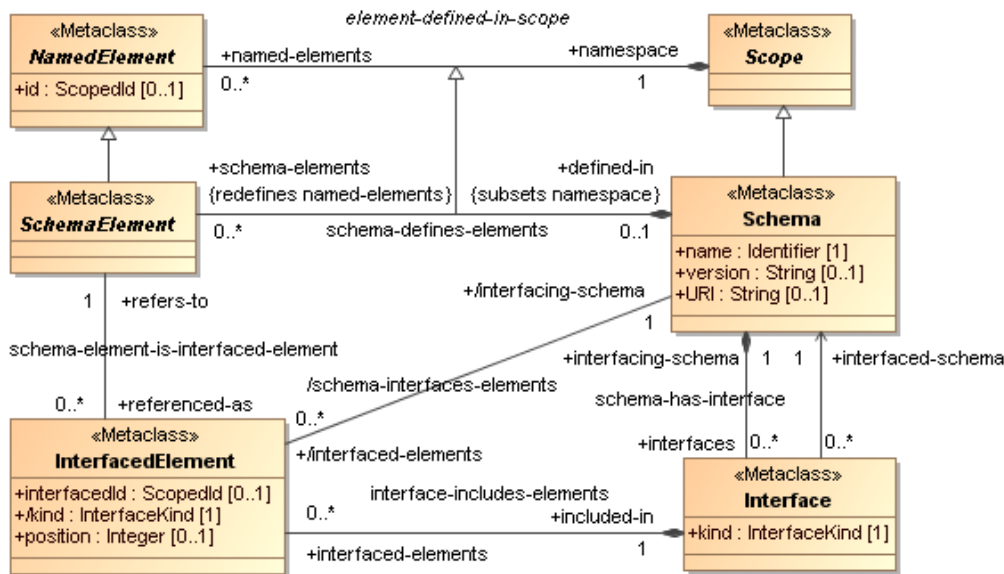 element-defined-in-scope
«Metaclass»
NamedElement
+id : ScopedId [0..1]
+named-elements
0..*
+namespace
1
«Metaclass»
Scope
+schema-elements
{redefines named-elements}
0..*
schema-defines-elements
+defined-in
{subsets namespace}
0..1
«Metaclass»
SchemaElement
«Metaclass»
Schema
+name : Identifier [1]
+version : String [0..1]
+URI : String [0..1]
1
+refers-to
schema-element-is-interfaced-element
0..*
+referenced-as
+/interfacing-schema
1
/schema-interfaces-elements
0..*
+/interfaced-elements
+interfacing-schema
1
1
+interfaced-schema
schema-has-interface
+interfaces
0..*
0..*
«Metaclass»
InterfacedElement
+interfacedId : ScopedId [0..1]
+/kind : InterfaceKind [1]
+position : Integer [0..1]
interface-includes-elements
0..*
+included-in
+interfaced-elements
1
«Metaclass»
Interface
+kind : InterfaceKind [1]